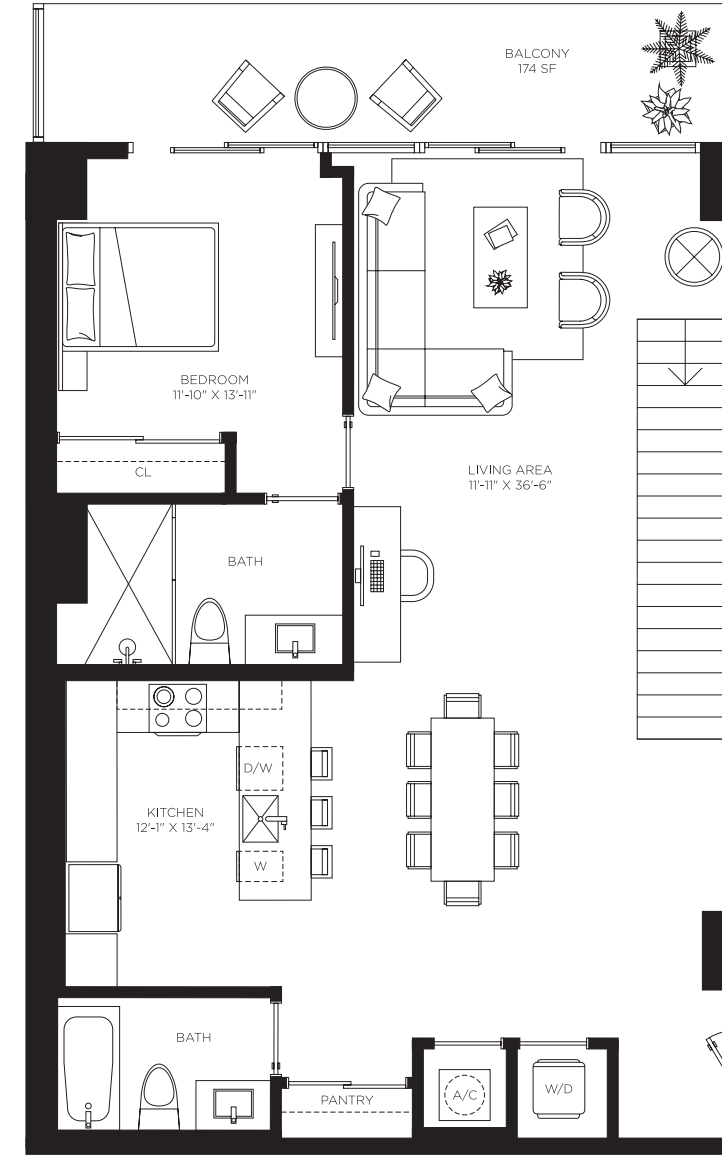 BALCONY
174 SF
BEDROOM
11'-10" X 13'-11"
CL
LIVING AREA
11'-11" X 36'-6"
BATH
D/W
KITCHEN
12'-1" X 13'-4"
W
BATH
PANTRY
A/C
W/D